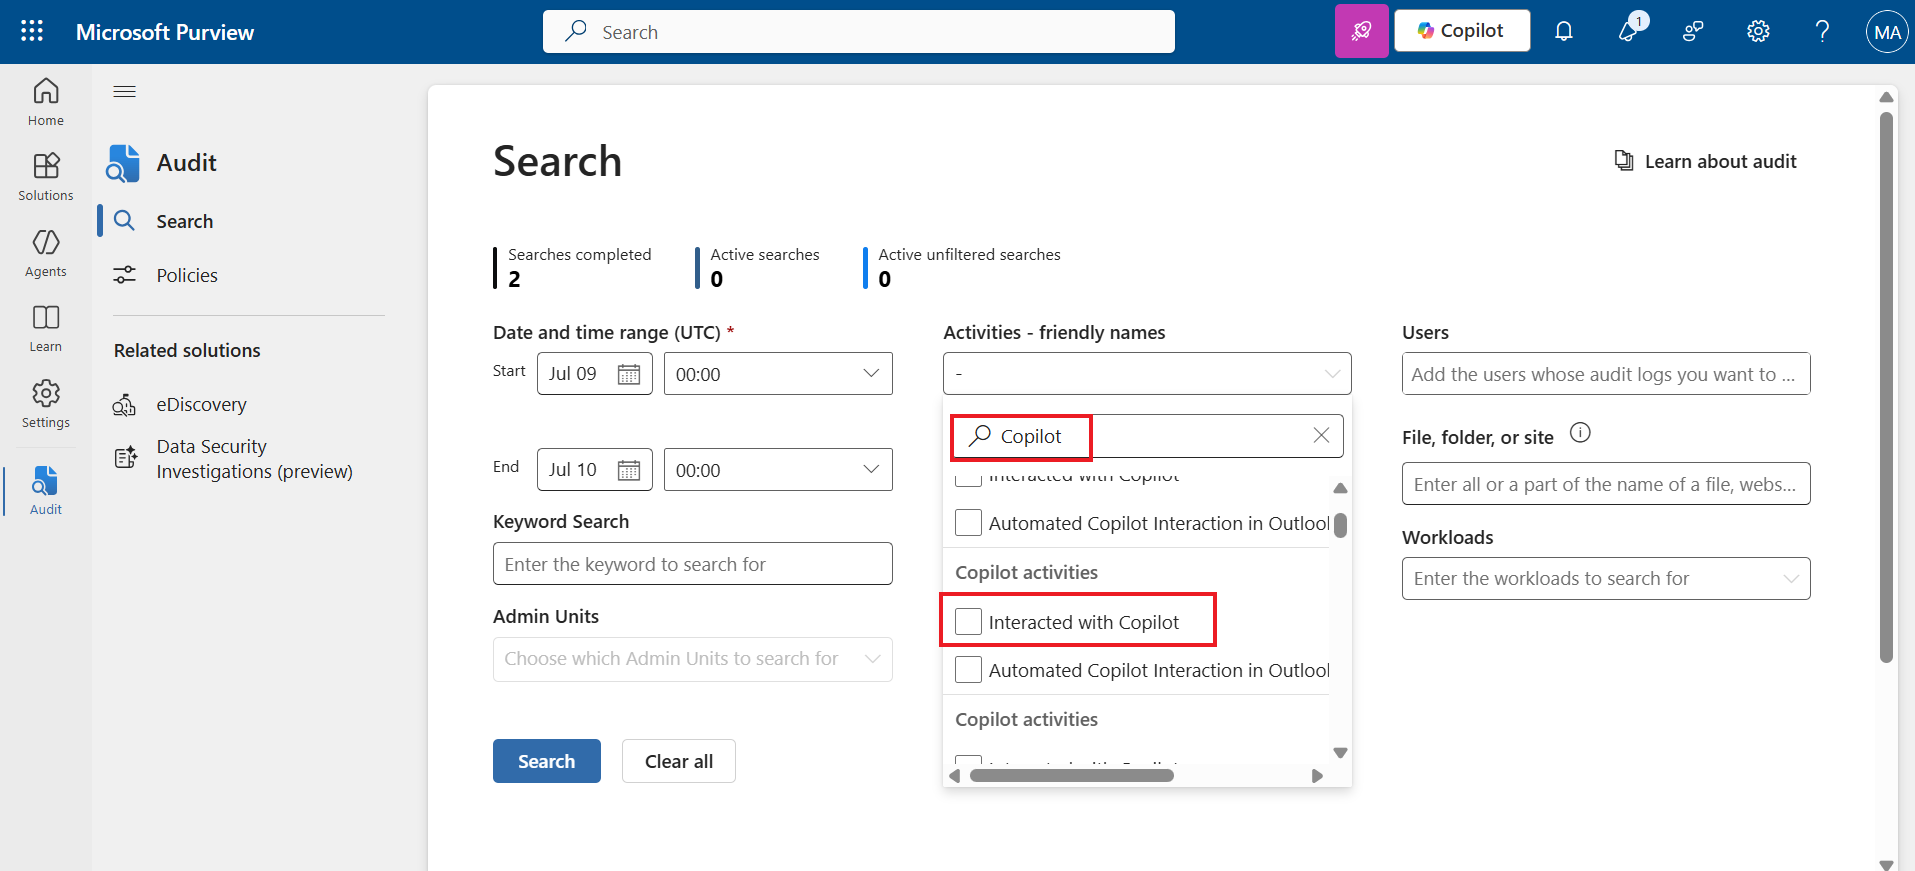 Microsoft Purview
Search
Copilot
1
MA
Home
Solutions
Agents
Learn
Settings
Audit
Audit
Search
Policies
Related solutions
eDiscovery
Data Security
Investigations (preview)
Search
Learn about audit
Searches completed
2
Active searches
0
Active unfiltered searches
0
Date and time range (UTC) *
Start
Jul 09
00:00
End
Jul 10
00:00
Keyword Search
Enter the keyword to search for
Admin Units
Choose which Admin Units to search for
Search
Clear all
Activities - friendly names
-
Copilot
Interacted with Copilot
Automated Copilot Interaction in Outlool
Copilot activities
Interacted with Copilot
Automated Copilot Interaction in Outlool
Copilot activities
Users
Add the users whose audit logs you want to ...
File, folder, or site
Enter all or a part of the name of a file, webs...
Workloads
Enter the workloads to search for